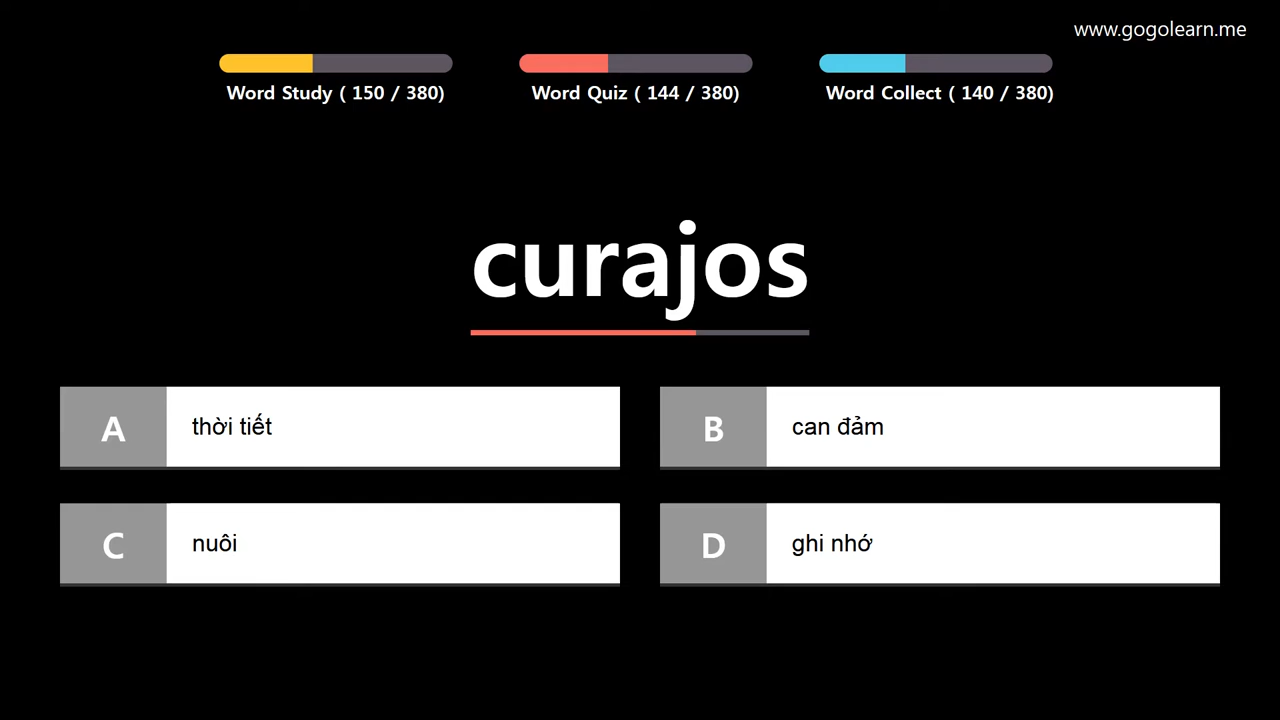 www.gogolearn.me
Word Study ( 150 / 380)
Word Quiz ( 144 / 380)
Word Collect ( 140 / 380)
curajos
A thời tiết
B can đảm
C nuôi
D ghi nhớ